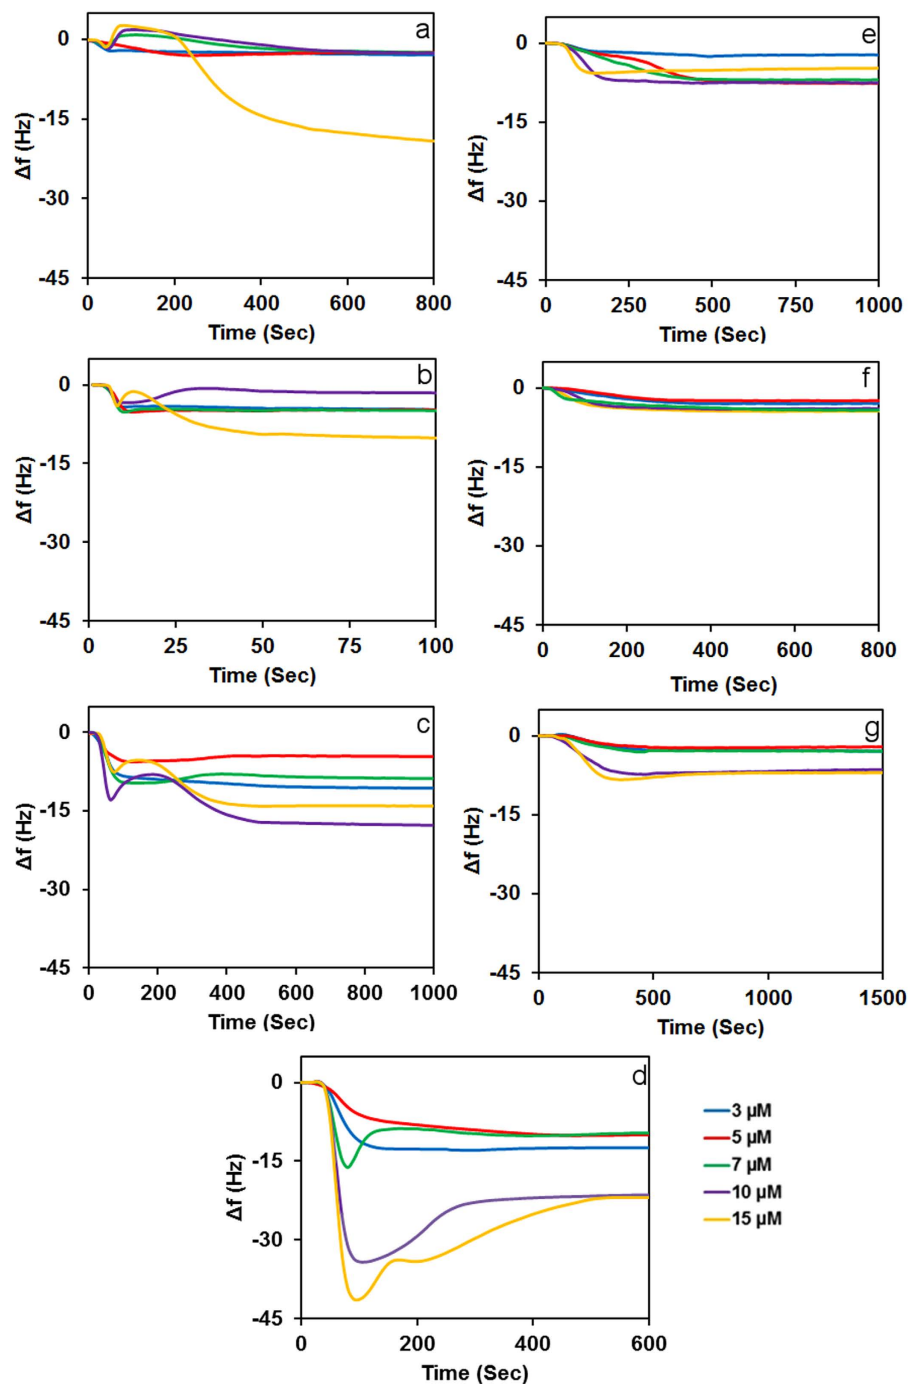 a
0
-15
-30
-45
Δf (Hz)
0 200 400 600 800
Time (Sec)
e
0
-15
-30
-45
Δf (Hz)
0 250 500 750 1000
Time (Sec)
b
0
-15
-30
-45
Δf (Hz)
0 25 50 75 100
Time (Sec)
f
0
-15
-30
-45
Δf (Hz)
0 200 400 600 800
Time (Sec)
c
0
-15
-30
-45
Δf (Hz)
0 200 400 600 800 1000
Time (Sec)
g
0
-15
-30
-45
Δf (Hz)
0 500 1000 1500
Time (Sec)
d
0
-15
-30
-45
Δf (Hz)
0 200 400 600
Time (Sec)
3 µM
5 µM
7 µM
10 µM
15 µM